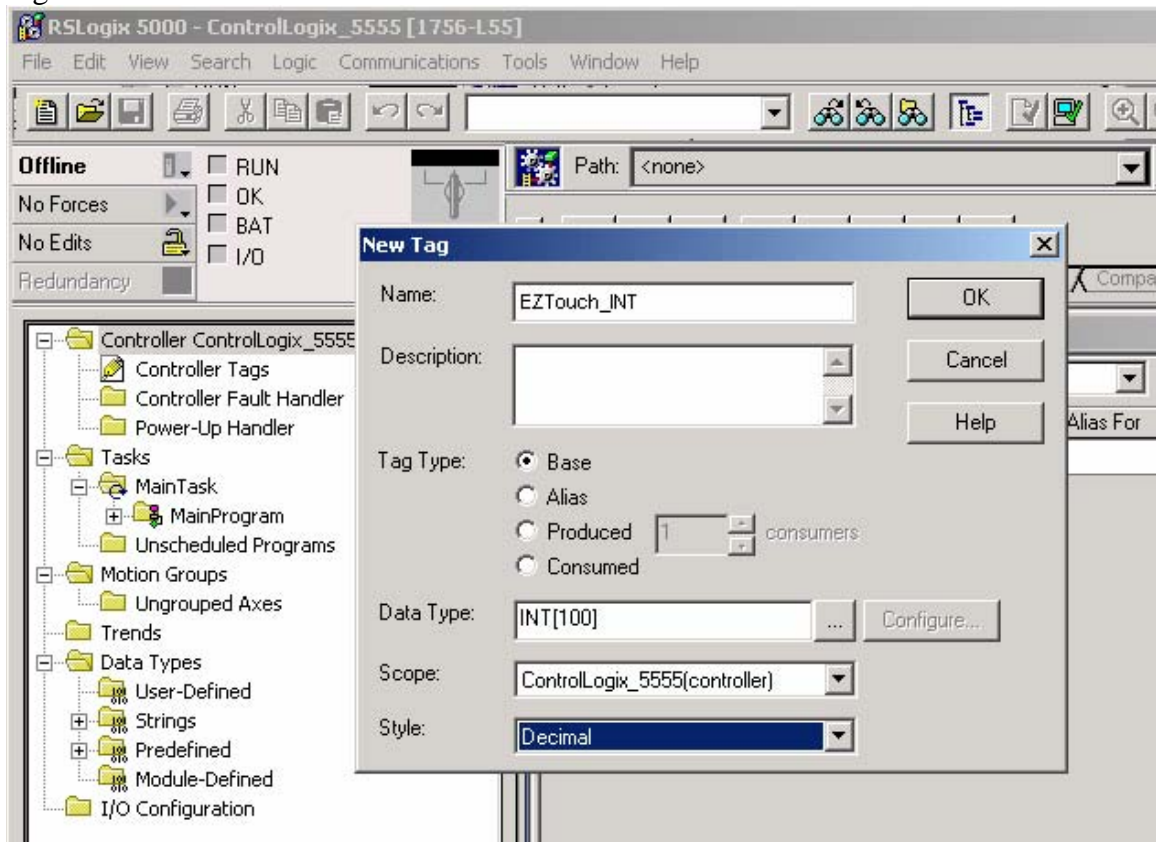 RSLogix 5000 - ControlLogix_5555 [1756-L55]
File Edit View Search Logic Communications Tools Window Help
Offline
RUN
Path: <none>
No Forces
OK
BAT
No Edits
I/O
Redundancy
New Tag
Name: EZTouch_INT
OK
Description:
Cancel
Help
Tag Type:
Base
Alias
Produced 1 consumers
Consumed
Data Type: INT[100] ... Configure...
Scope: ControlLogix_5555(controller)
Style: Decimal
Alias For
Controller ControlLogix_5555
Controller Tags
Controller Fault Handler
Power-Up Handler
Tasks
MainTask
MainProgram
Unscheduled Programs
Motion Groups
Ungrouped Axes
Trends
Data Types
User-Defined
Strings
Predefined
Module-Defined
I/O Configuration